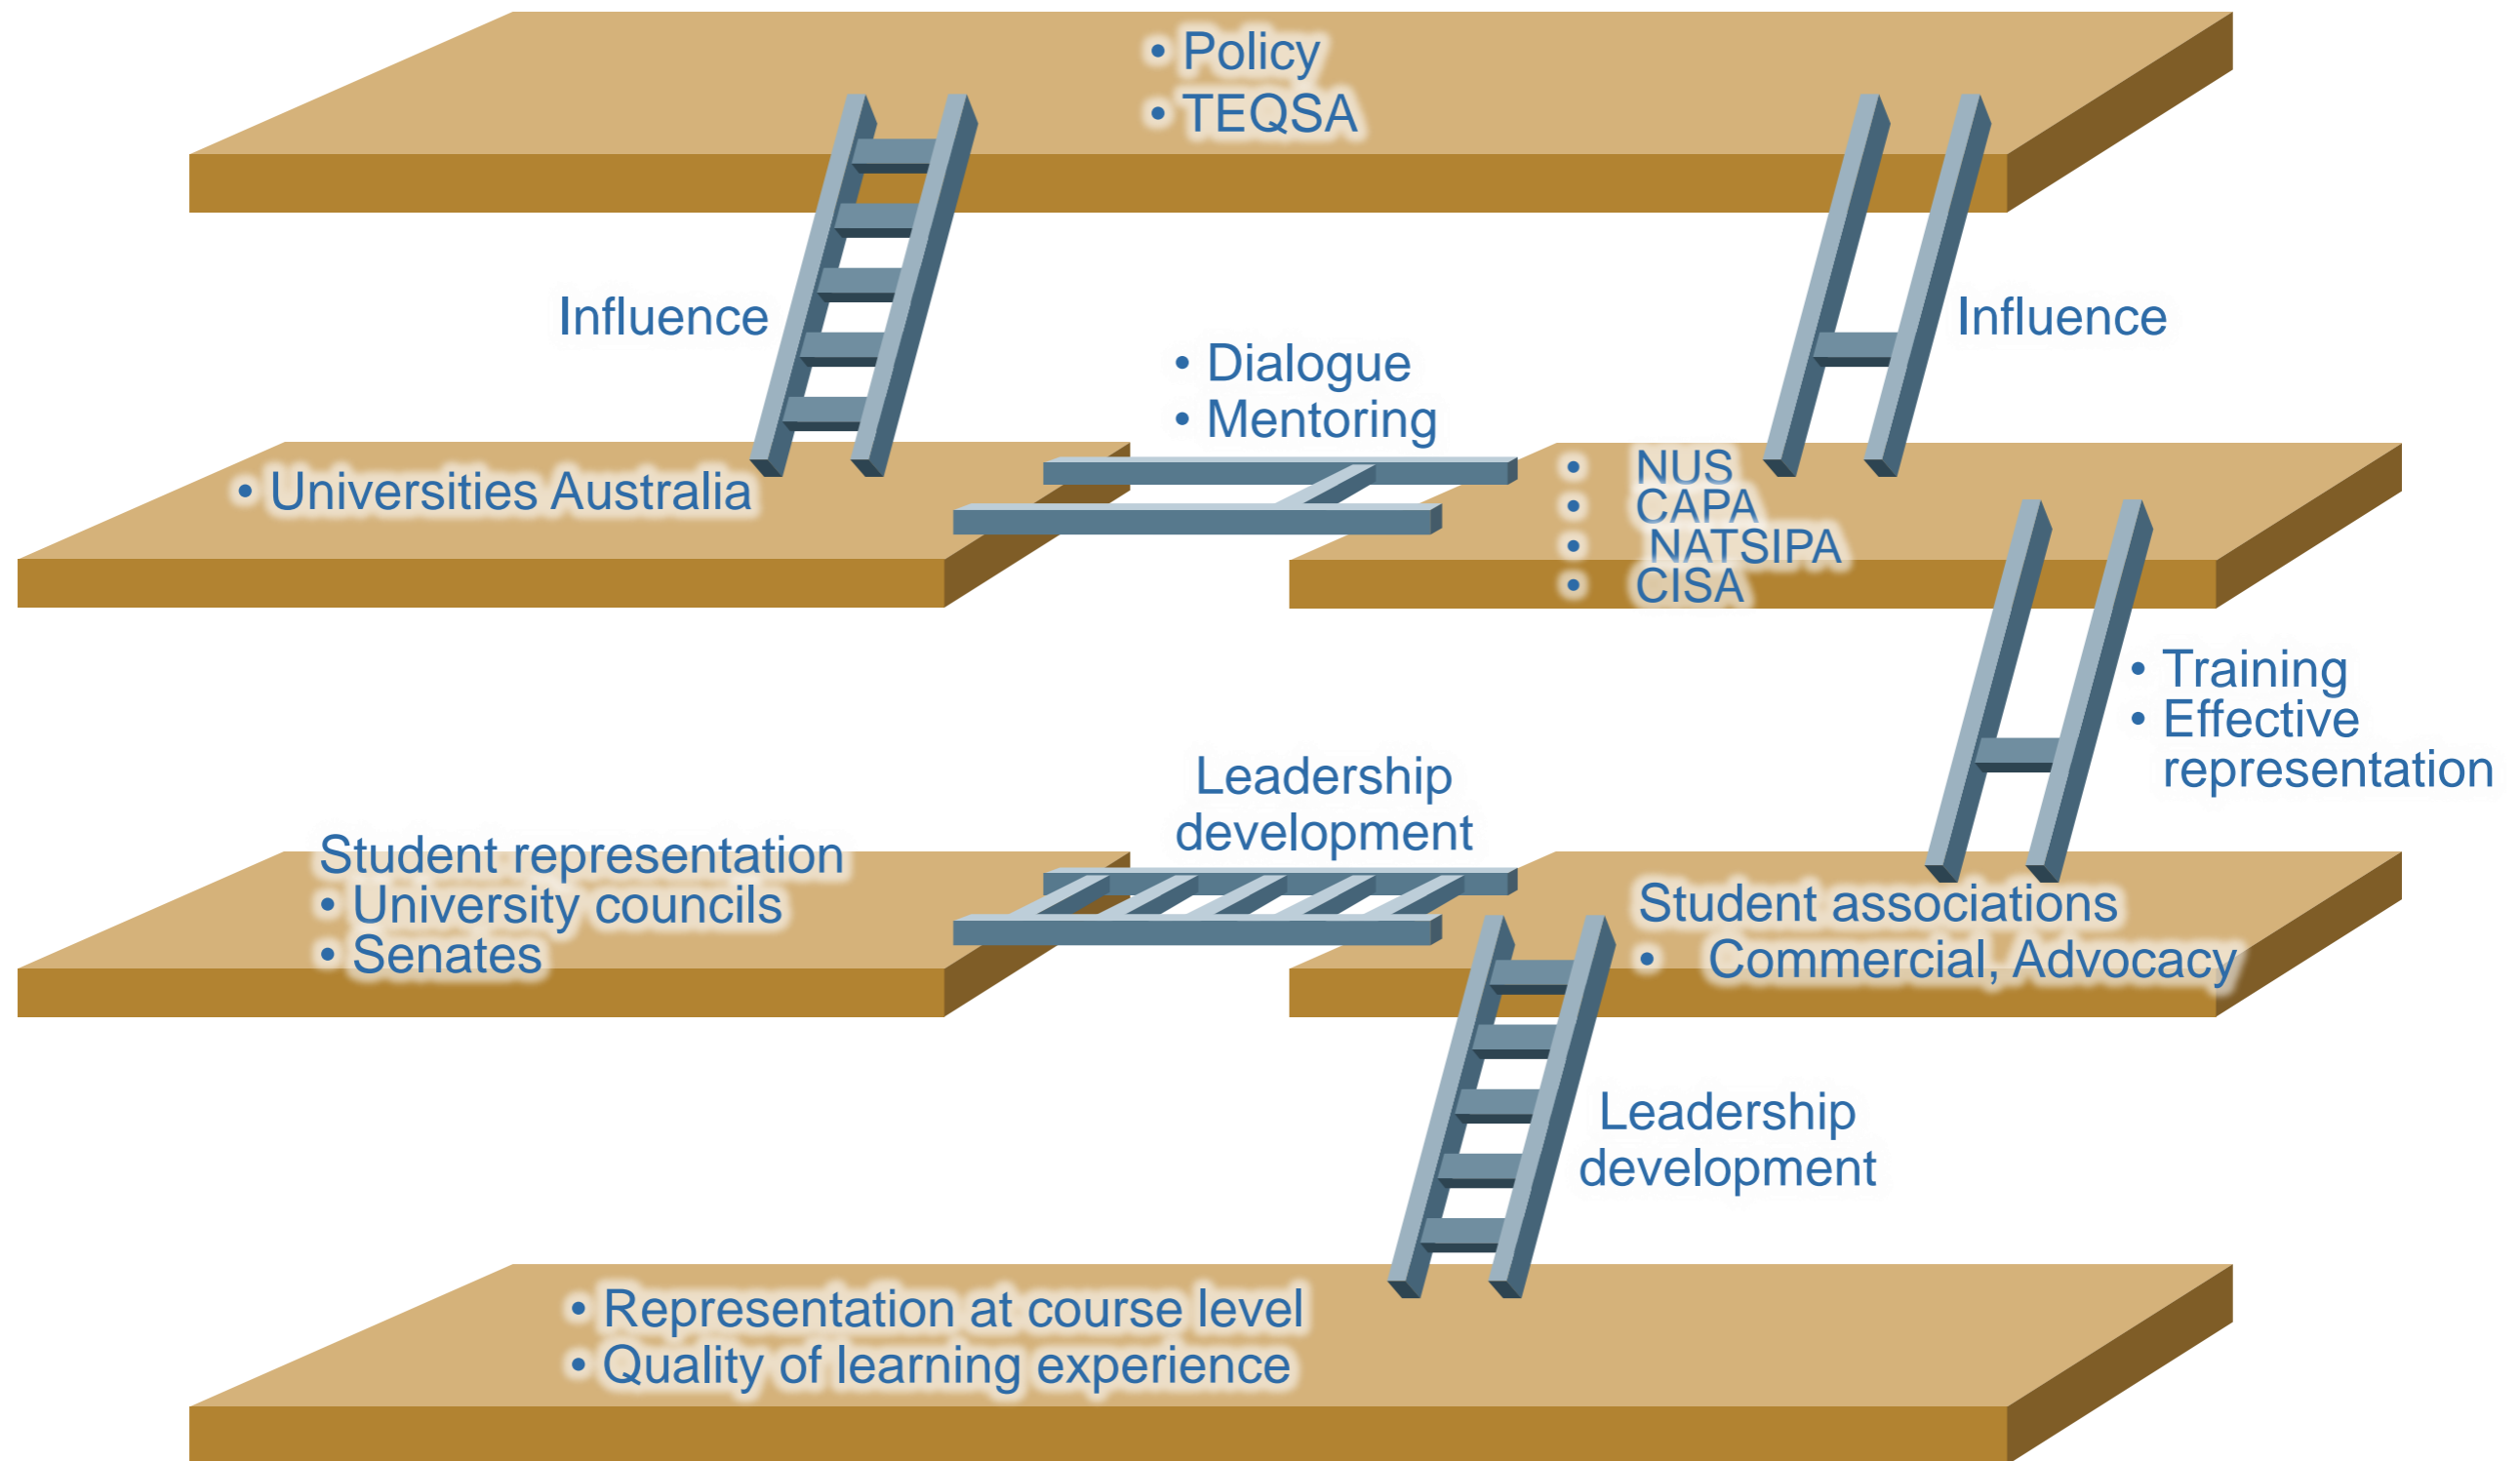 • Policy
• TEQSA
Influence
Influence
• Dialogue
• Mentoring
• Universities Australia
• NUS
• CAPA
• NATSIPA
• CISA
• Training
• Effective
representation
Leadership
development
Student representation
• University councils
• Senates
Student associations
• Commercial, Advocacy
Leadership
development
• Representation at course level
• Quality of learning experience